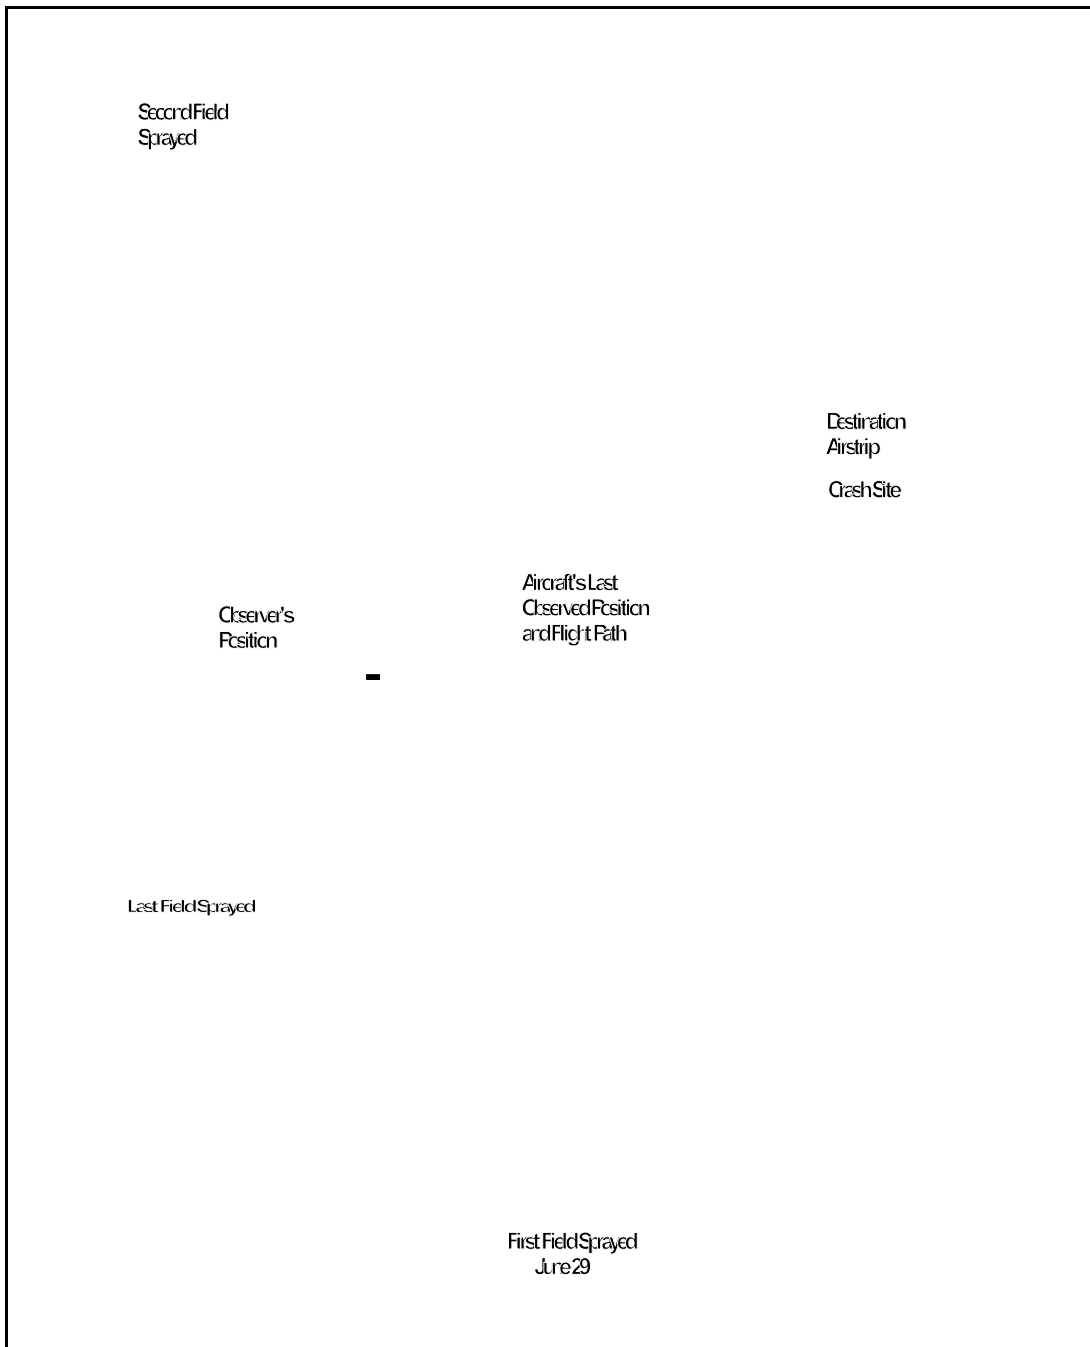 Second Field
Sprayed
Destination
Airstrip
Crash Site
Aircraft's Last
Observed Position
and Flight Path
Observer's
Position
Last Field Sprayed
First Field Sprayed
June 29